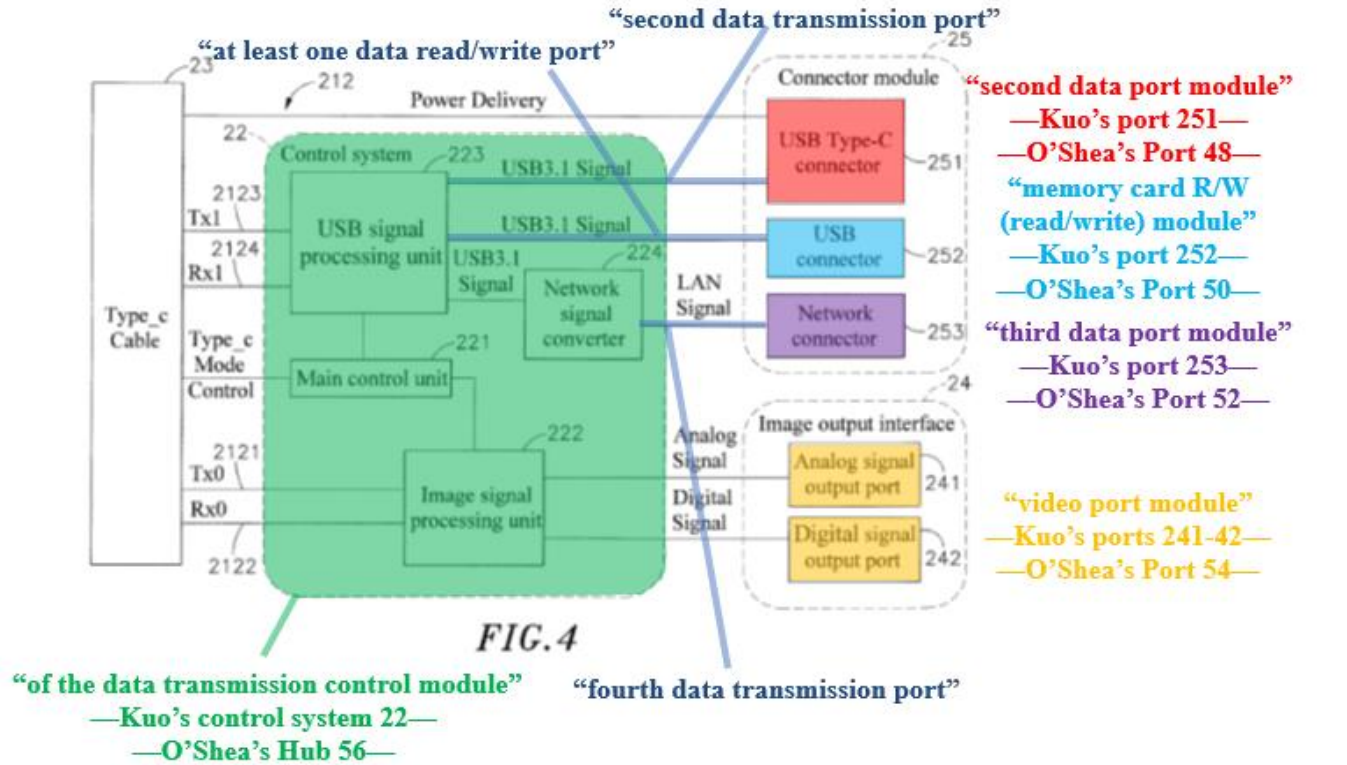 “second data transmission port”
“at least one data read/write port”
25
23
212
Connector module
Power Delivery
“second data port module”
—Kuo’s port 251—
—O’Shea’s Port 48—
22
Control system
223
USB3.1 Signal
USB Type-C
connector
251
2123
Tx1
USB signal
processing unit
USB3.1 Signal
“memory card R/W
(read/write) module”
—Kuo’s port 252—
—O’Shea’s Port 50—
USB
connector
252
2124
Rx1
USB3.1
Signal
224
Network
signal
converter
LAN
Signal
Network
connector
253
“third data port module”
—Kuo’s port 253—
—O’Shea’s Port 52—
Type_c
Cable
Type_c
Mode
Control
221
Main control unit
24
Image output interface
222
Analog
Signal
Analog signal
output port
241
2121
Tx0
Image signal
processing unit
Rx0
Digital
Signal
Digital signal
output port
242
2122
“video port module”
—Kuo’s ports 241-42—
—O’Shea’s Port 54—
FIG.4
“of the data transmission control module”
—Kuo’s control system 22—
—O’Shea’s Hub 56—
“fourth data transmission port”